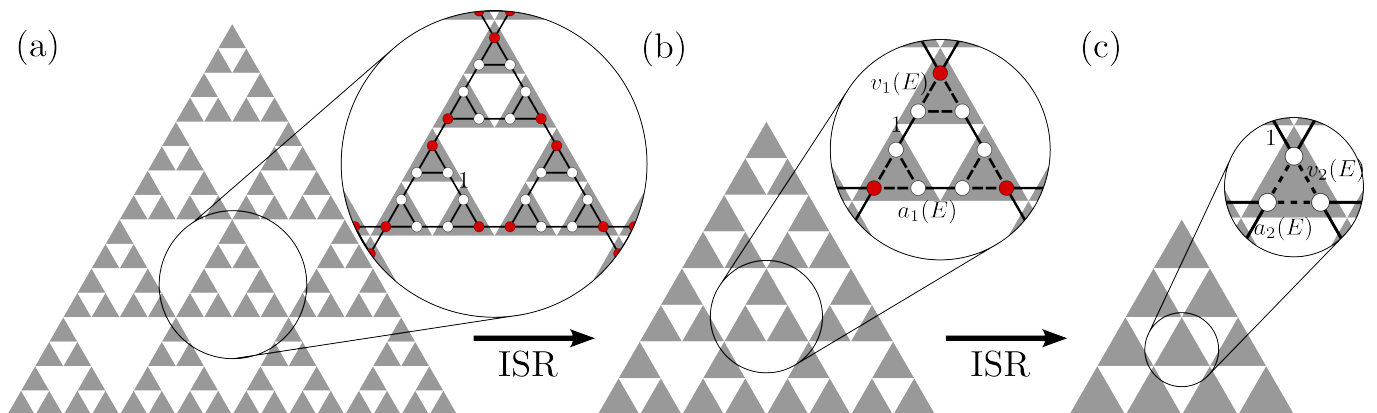 (a)
1
ISR
(b)
v₁(E)
1
a₁(E)
ISR
(c)
1
v₂(E)
a₂(E)